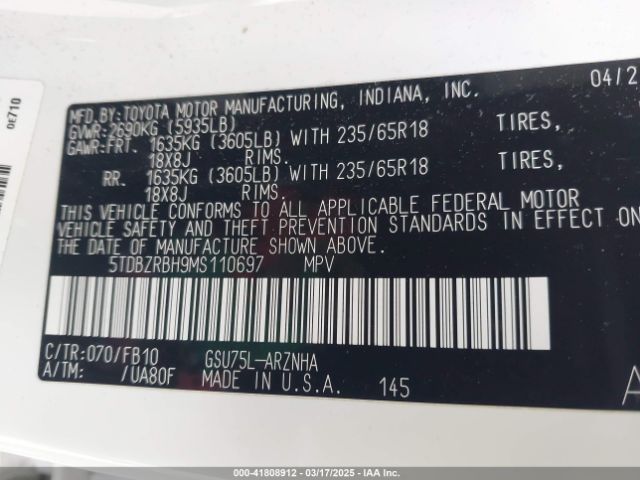 0E710
MFD.BY:TOYOTA MOTOR MANUFACTURING, INDIANA, INC. 04/2
GVWR:2690KG (5935LB)
GAWR:FRT. 1635KG (3605LB) WITH 235/65R18 TIRES,
18X8J RIMS.
RR. 1635KG (3605LB) WITH 235/65R18 TIRES,
18X8J RIMS.
THIS VEHICLE CONFORMS TO ALL APPLICABLE FEDERAL MOTOR
VEHICLE SAFETY AND THEFT PREVENTION STANDARDS IN EFFECT ON
THE DATE OF MANUFACTURE SHOWN ABOVE.
5TDBZRBH9MS110697 MPV
C/TR:070/FB10 GSU75L-ARZNHA
A/TM: /UA80F MADE IN U.S.A. 145
A
000-41808912 — 03/17/2025 — IAAI.COM